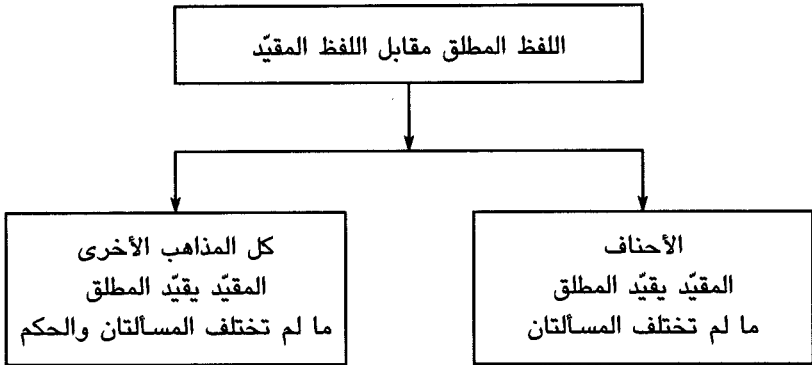 اللفظ المطلق مقابل اللفظ المقيّد
الأحناف
المقيّد يقيّد المطلق
ما لم تختلف المسألتان
كل المذاهب الأخرى
المقيّد يقيّد المطلق
ما لم تختلف المسألتان والحكم